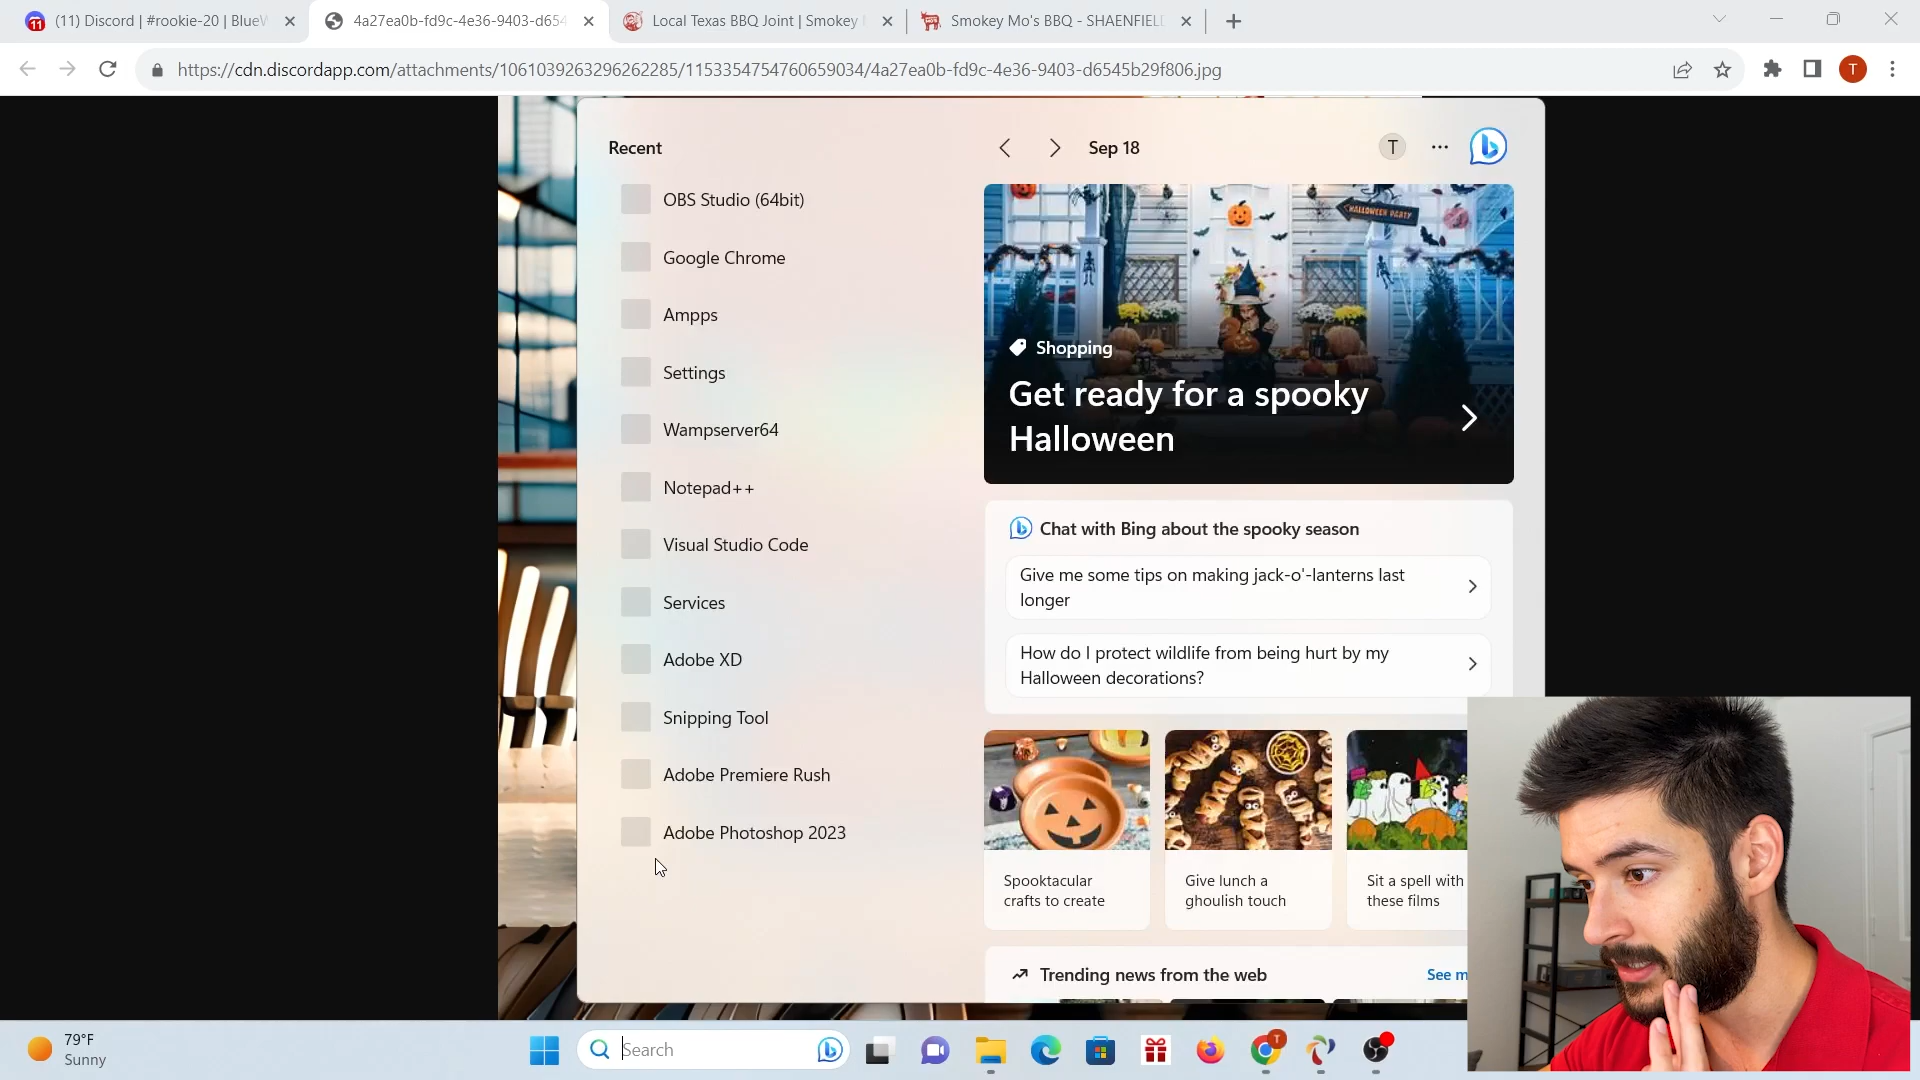 11 (11) Discord | #rookie-20 | BlueW
4a27ea0b-fd9c-4e36-9403-d654
Local Texas BBQ Joint | Smokey
Smokey Mo's BBQ - SHAENFIEL
https://cdn.discordapp.com/attachments/1061039263296262285/1153354754760659034/4a27ea0b-fd9c-4e36-9403-d6545b29f806.jpg
T
Recent
Sep 18
T
OBS Studio (64bit)
Google Chrome
Ampps
Settings
Wampserver64
Notepad++
Visual Studio Code
Services
Adobe XD
Snipping Tool
Adobe Premiere Rush
Adobe Photoshop 2023
HALLOWEEN PARTY
Shopping
Get ready for a spooky
Halloween
Chat with Bing about the spooky season
Give me some tips on making jack-o'-lanterns last
longer
How do I protect wildlife from being hurt by my
Halloween decorations?
Spooktacular
crafts to create
Give lunch a
ghoulish touch
Sit a spell with
these films
Trending news from the web
See m
79°F
Sunny
Search
T